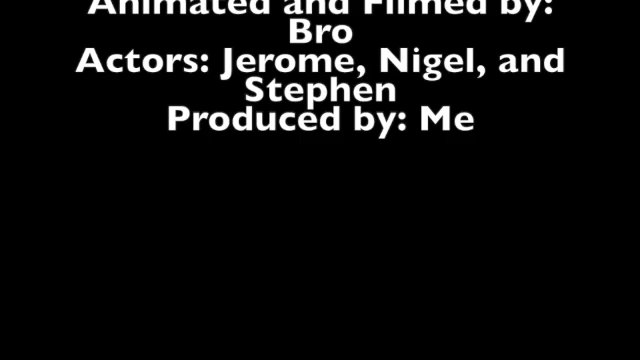 Animated and Filmed by:
Bro
Actors: Jerome, Nigel, and
Stephen
Produced by: Me